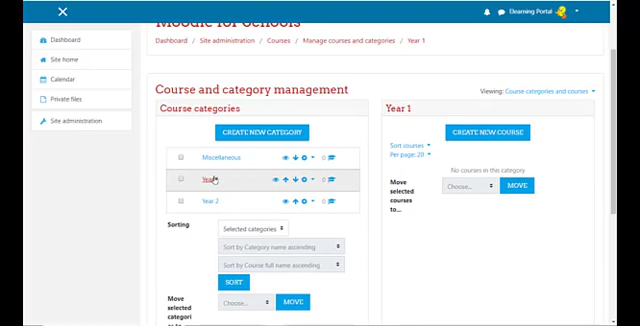 Moodle for Schools
Elearning Portal
Dashboard / Site administration / Courses / Manage courses and categories / Year 1
Dashboard
Site home
Calendar
Private files
Site administration
Course and category management
Viewing: Course categories and courses
Course categories
CREATE NEW CATEGORY
Miscellaneous 0
Year 0
Year 2 0
Sorting
Selected categories
Sort by Category name ascending
Sort by Course full name ascending
SORT
Move selected categori
Choose... MOVE
Year 1
CREATE NEW COURSE
Sort courses
Per page: 20
No courses in this category
Move selected courses to...
Choose... MOVE